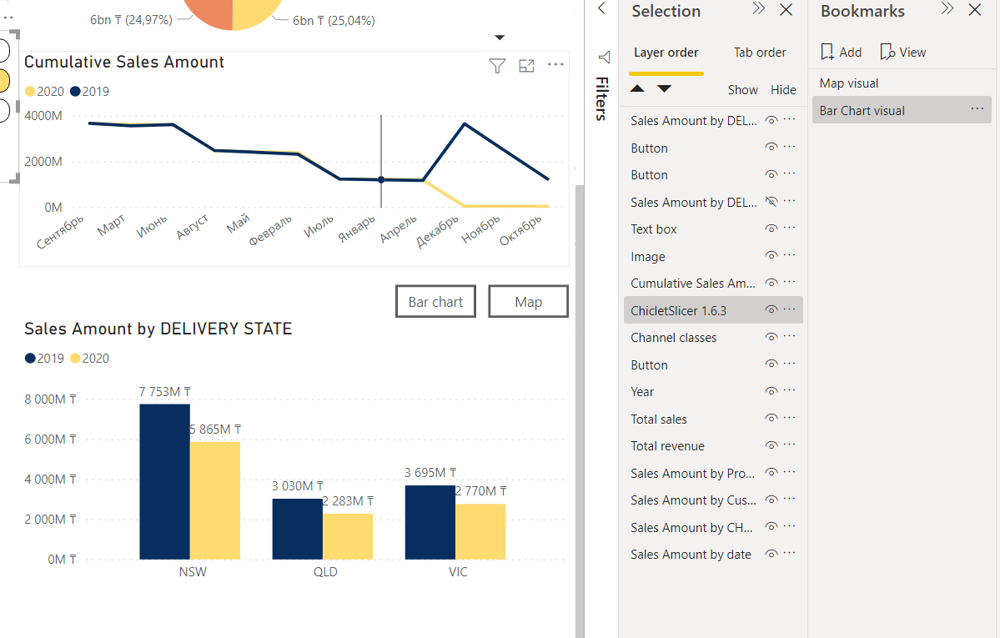 6bn ₸ (24,97%)
6bn ₸ (25,04%)
Cumulative Sales Amount
2020 2019
4000M
2000M
0M
Сентябрь Март Июнь Август Май Февраль Июль Январь Апрель Декабрь Ноябрь Октябрь
Bar chart
Map
Sales Amount by DELIVERY STATE
2019 2020
8 000M ₸
6 000M ₸
4 000M ₸
2 000M ₸
0M ₸
7 753M ₸
5 865M ₸
3 030M ₸
2 283M ₸
3 695M ₸
2 770M ₸
NSW QLD VIC
Filters
Selection
Layer order
Tab order
Show Hide
Sales Amount by DEL...
Button
Button
Sales Amount by DEL...
Text box
Image
Cumulative Sales Am...
ChicletSlicer 1.6.3
Channel classes
Button
Year
Total sales
Total revenue
Sales Amount by Pro...
Sales Amount by Cus...
Sales Amount by CH...
Sales Amount by date
Bookmarks
Add View
Map visual
Bar Chart visual